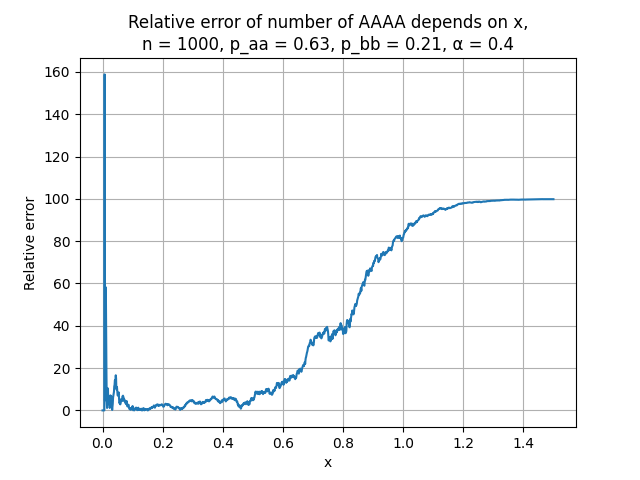 Relative error of number of AAAA depends on x,
n = 1000, p_aa = 0.63, p_bb = 0.21, α = 0.4
160
140
120
100
80
60
40
20
0
Relative error
0.0 0.2 0.4 0.6 0.8 1.0 1.2 1.4
x